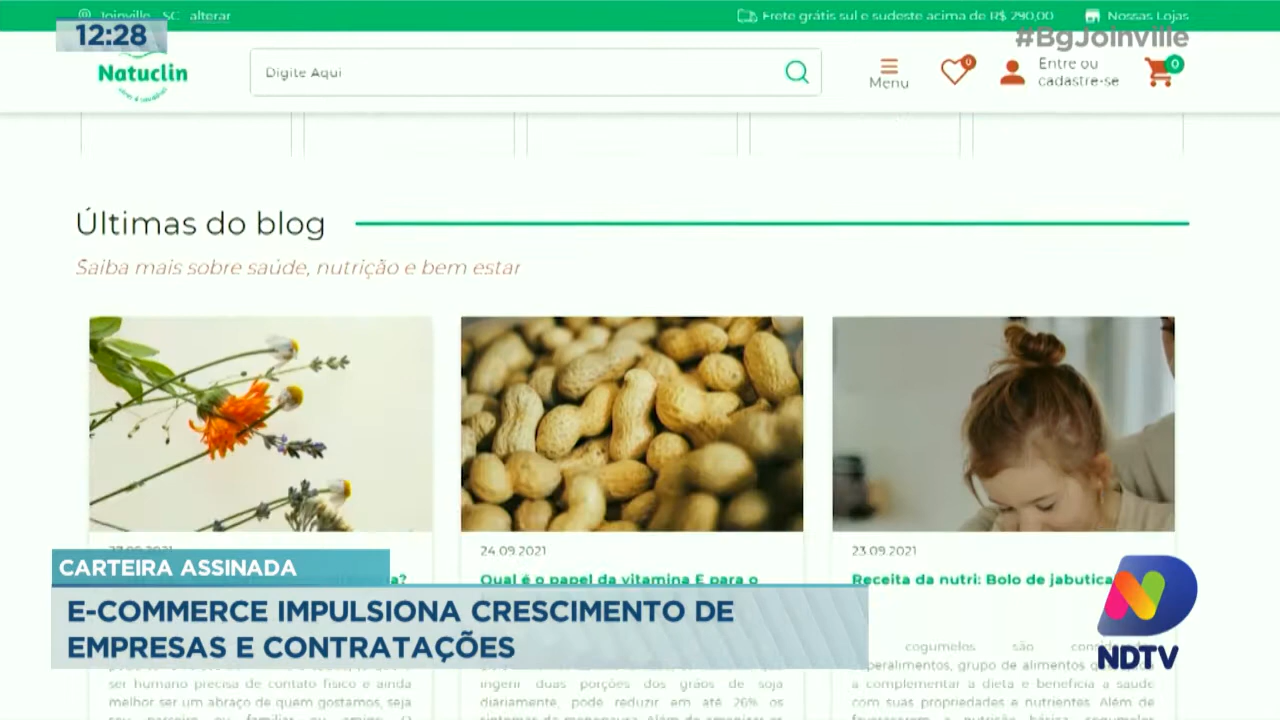 Joinville - SC alterar
Frete grátis sul e sudeste acima de R$ 290,00
Nossas Lojas
12:28
#BgJoinville
Natuclin
Digite Aqui
Menu
0
Entre ou
cadastre-se
0
Últimas do blog
Saiba mais sobre saúde, nutrição e bem estar
24.09.2021
23.09.2021
CARTEIRA ASSINADA
Qual é o papel da vitamina E para o
Receita da nutri: Bolo de jabutica
E-COMMERCE IMPULSIONA CRESCIMENTO DE
EMPRESAS E CONTRATAÇÕES
NDTV
cogumelos são
alimentos, grupo de alimentos
ser humano precisa de contato físico e ainda
ingerir duas porções dos grãos de soja
a complementar a dieta e beneficia a saúde
melhor ser um abraço de quem gostamos, seja
diariamente, pode reduzir em até 26% os
com suas propriedades e nutrientes. Além de